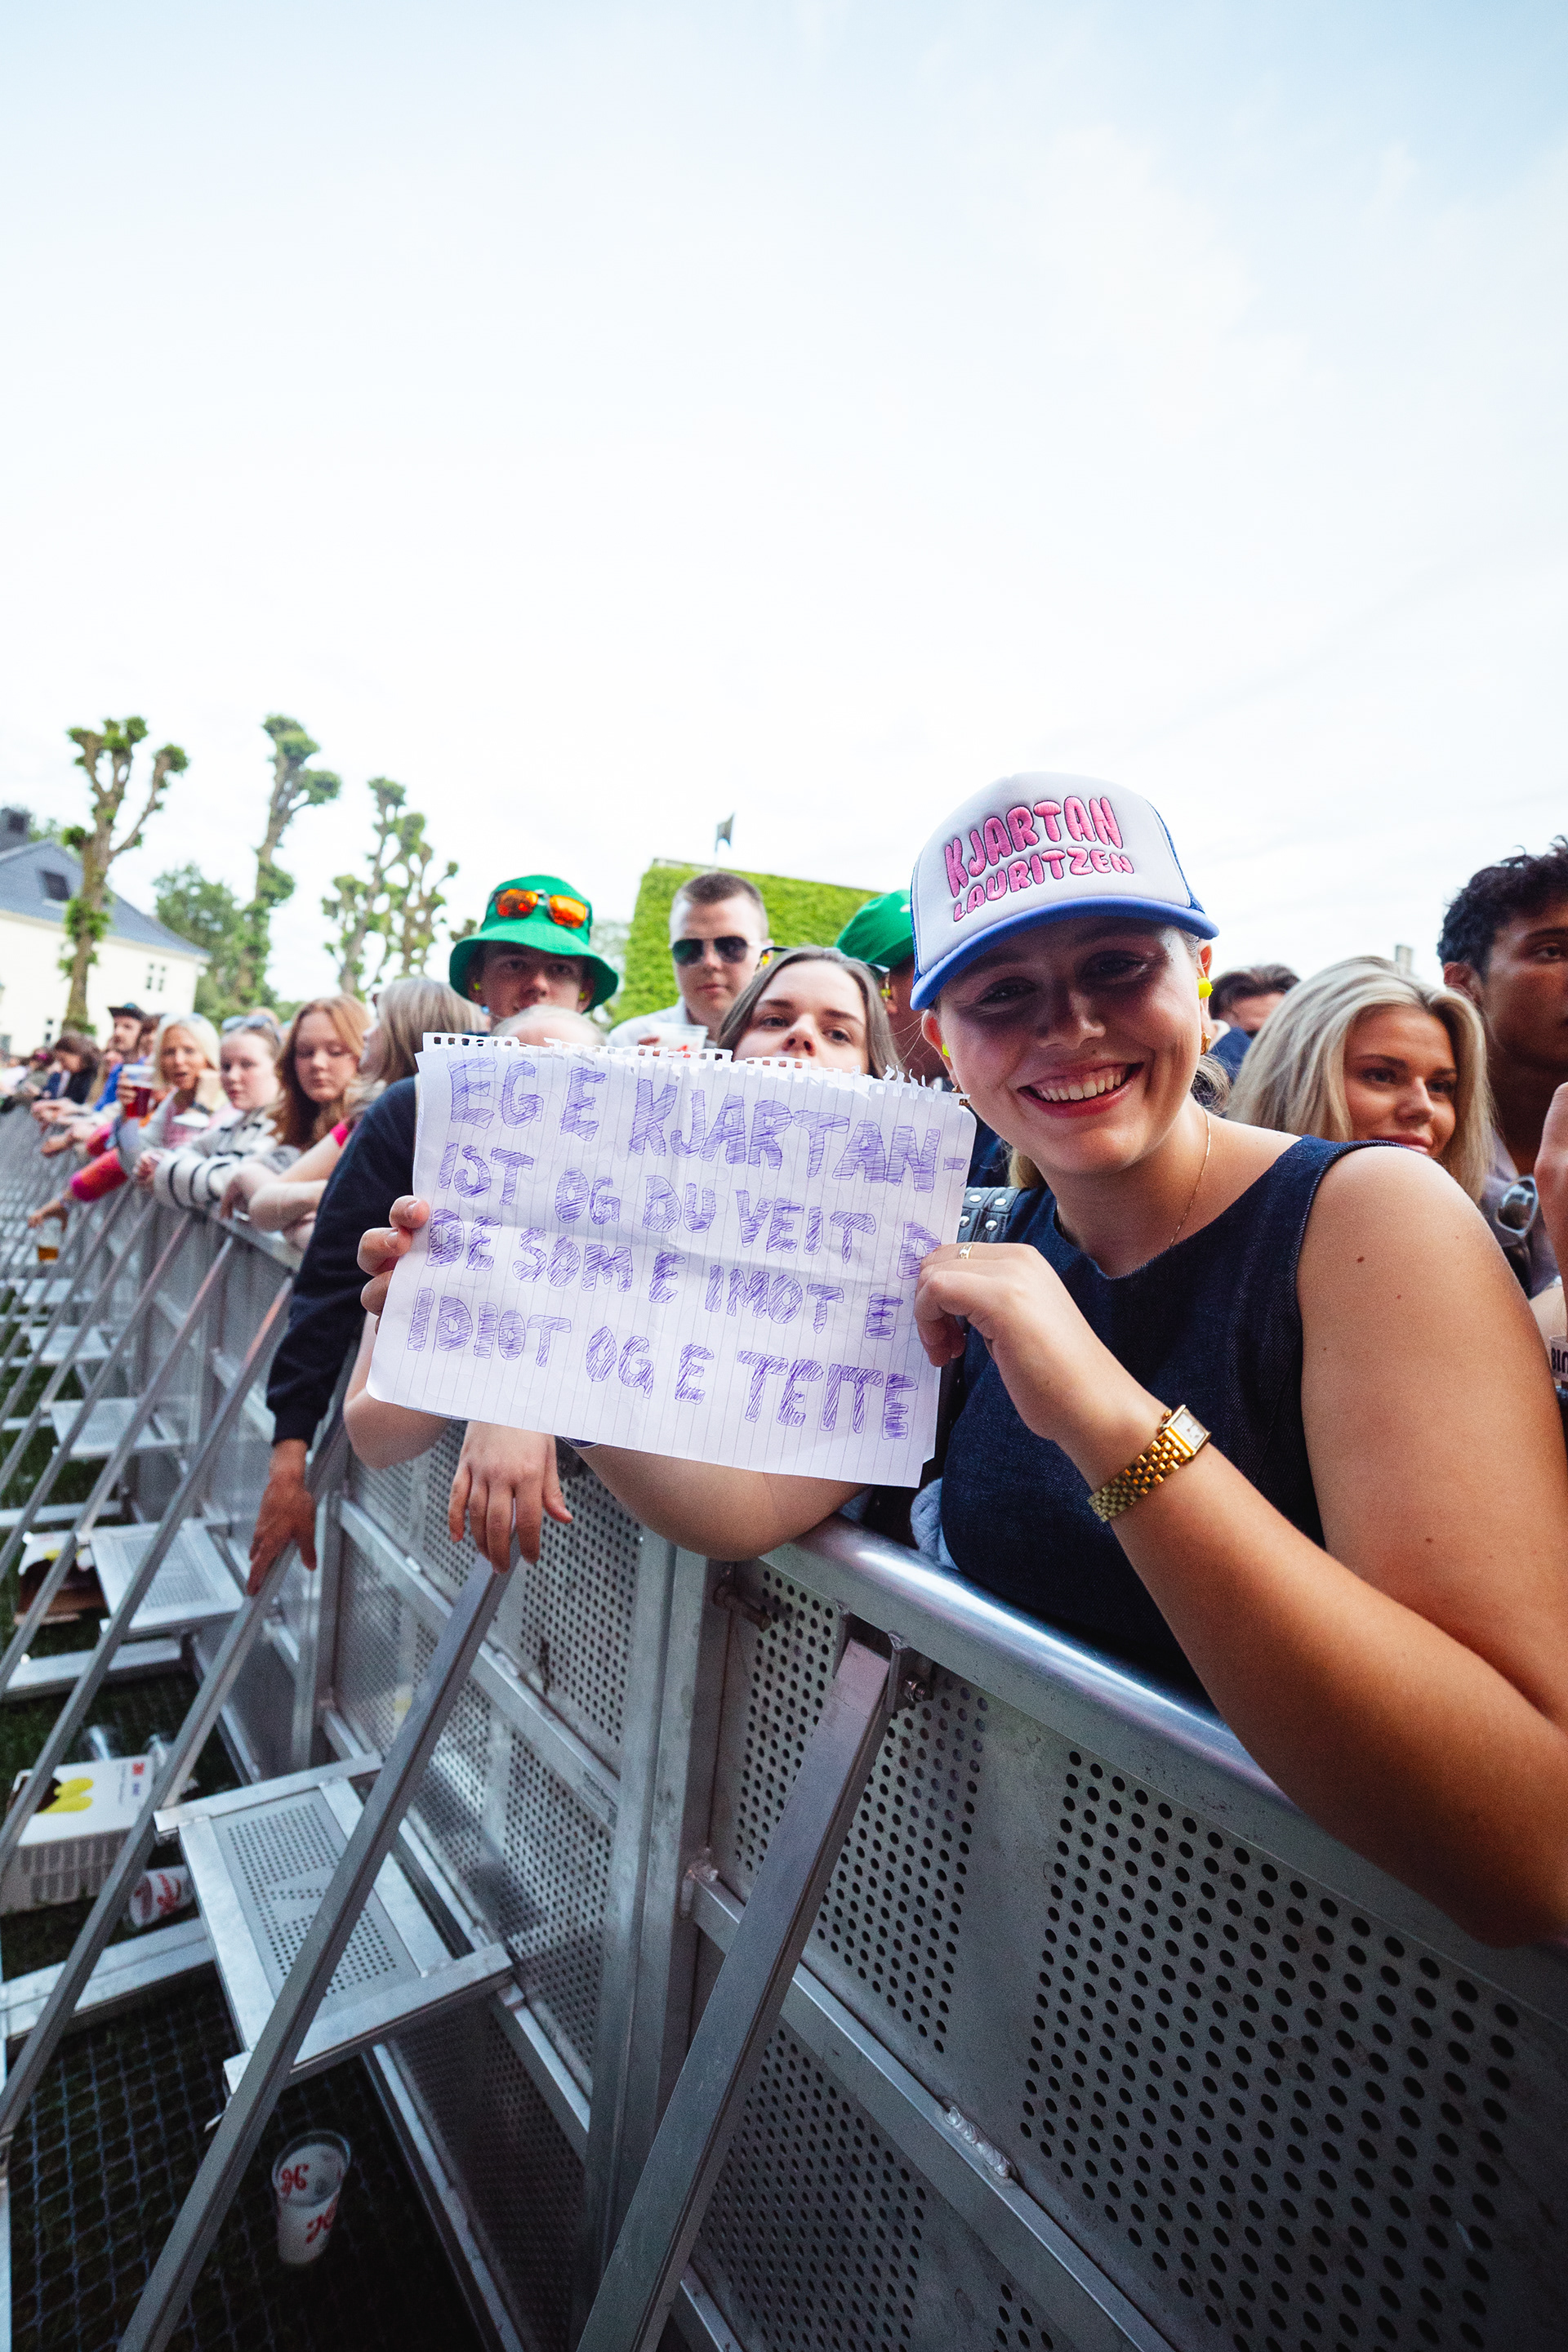 KJARTAN
LAURITZEN
EG E KJARTAN-
IST OG DU VEIT
DE SOM E IMOT E
IDIOT OG E TEITE